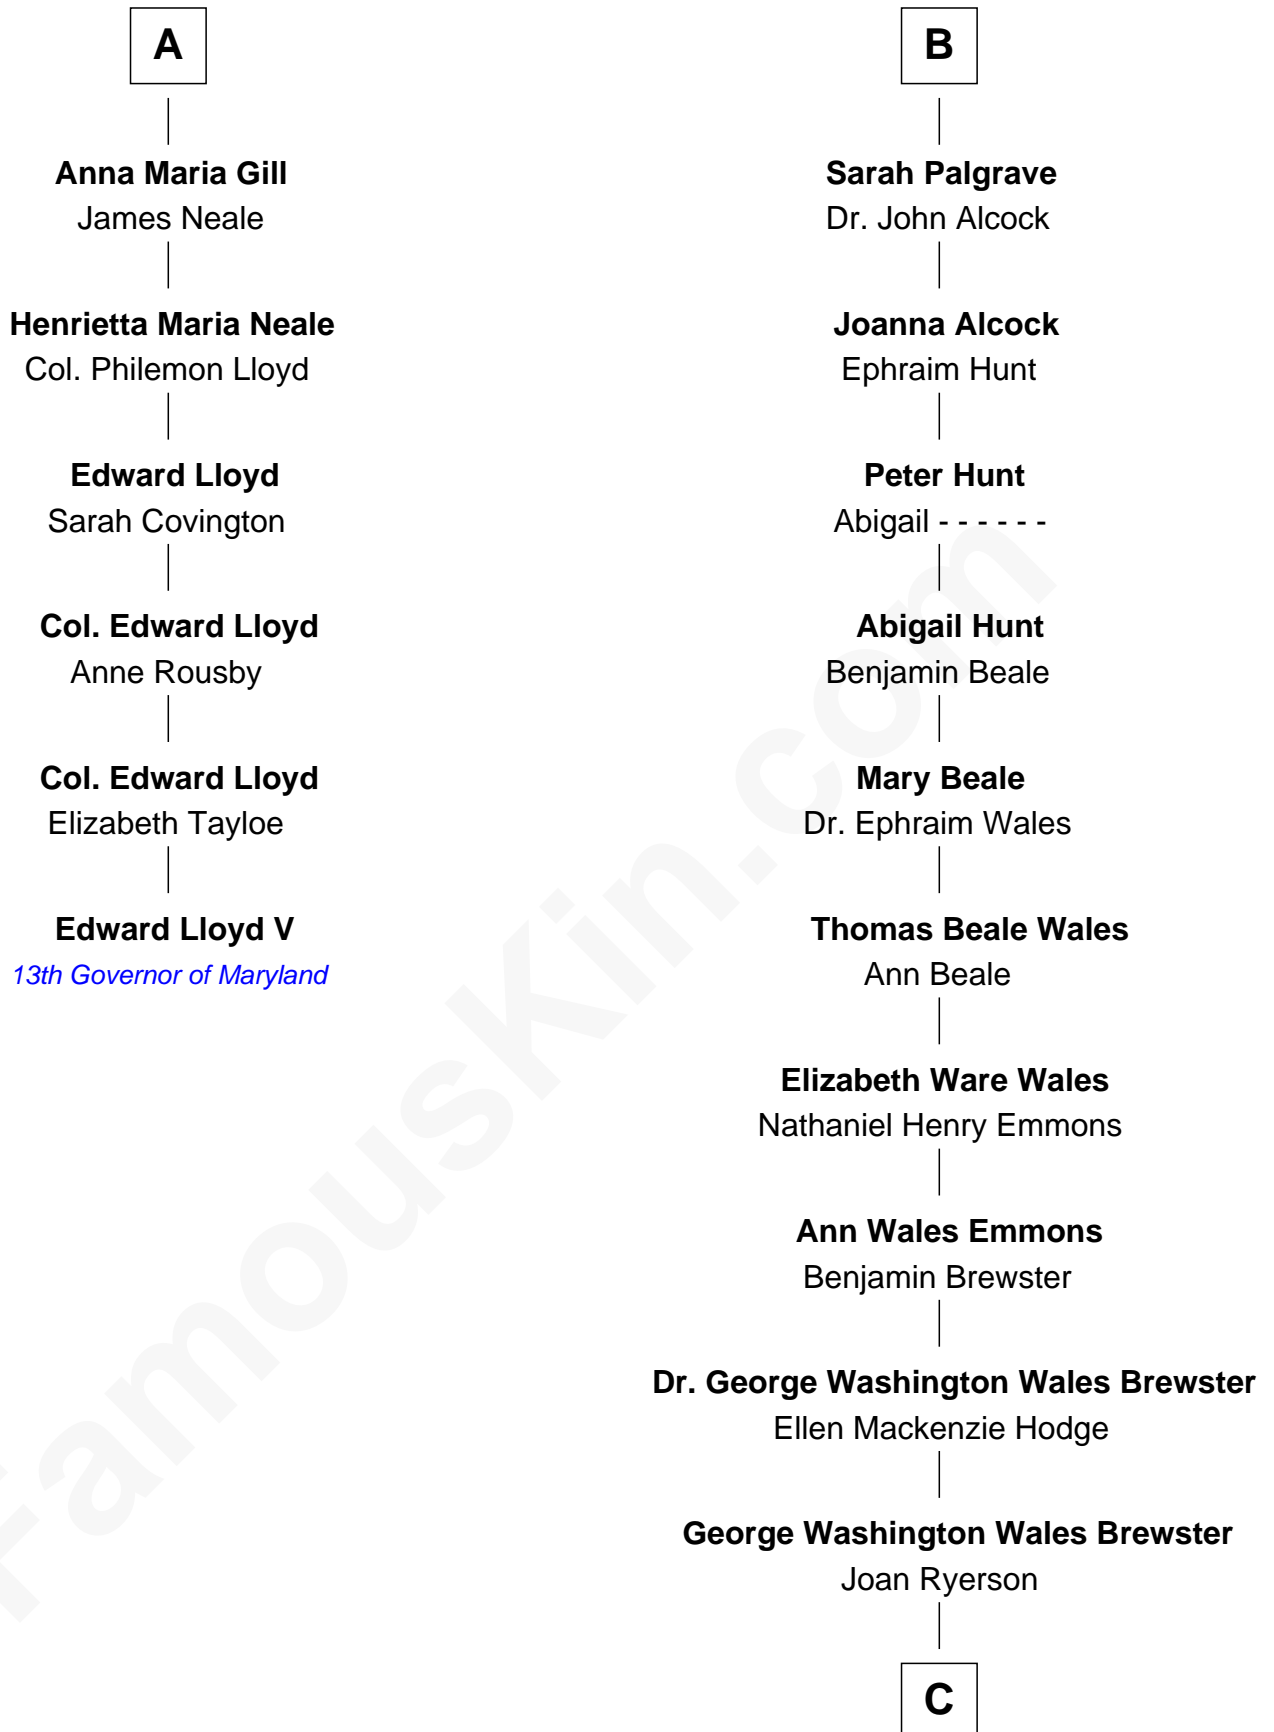 A
Anna Maria Gill
James Neale
Henrietta Maria Neale
Col. Philemon Lloyd
Edward Lloyd
Sarah Covington
Col. Edward Lloyd
Anne Rousby
Col. Edward Lloyd
Elizabeth Tayloe
Edward Lloyd V
13th Governor of Maryland
B
Sarah Palgrave
Dr. John Alcock
Joanna Alcock
Ephraim Hunt
Peter Hunt
Abigail - - - - - -
Abigail Hunt
Benjamin Beale
Mary Beale
Dr. Ephraim Wales
Thomas Beale Wales
Ann Beale
Elizabeth Ware Wales
Nathaniel Henry Emmons
Ann Wales Emmons
Benjamin Brewster
Dr. George Washington Wales Brewster
Ellen Mackenzie Hodge
George Washington Wales Brewster
Joan Ryerson
C
FamousKin.com